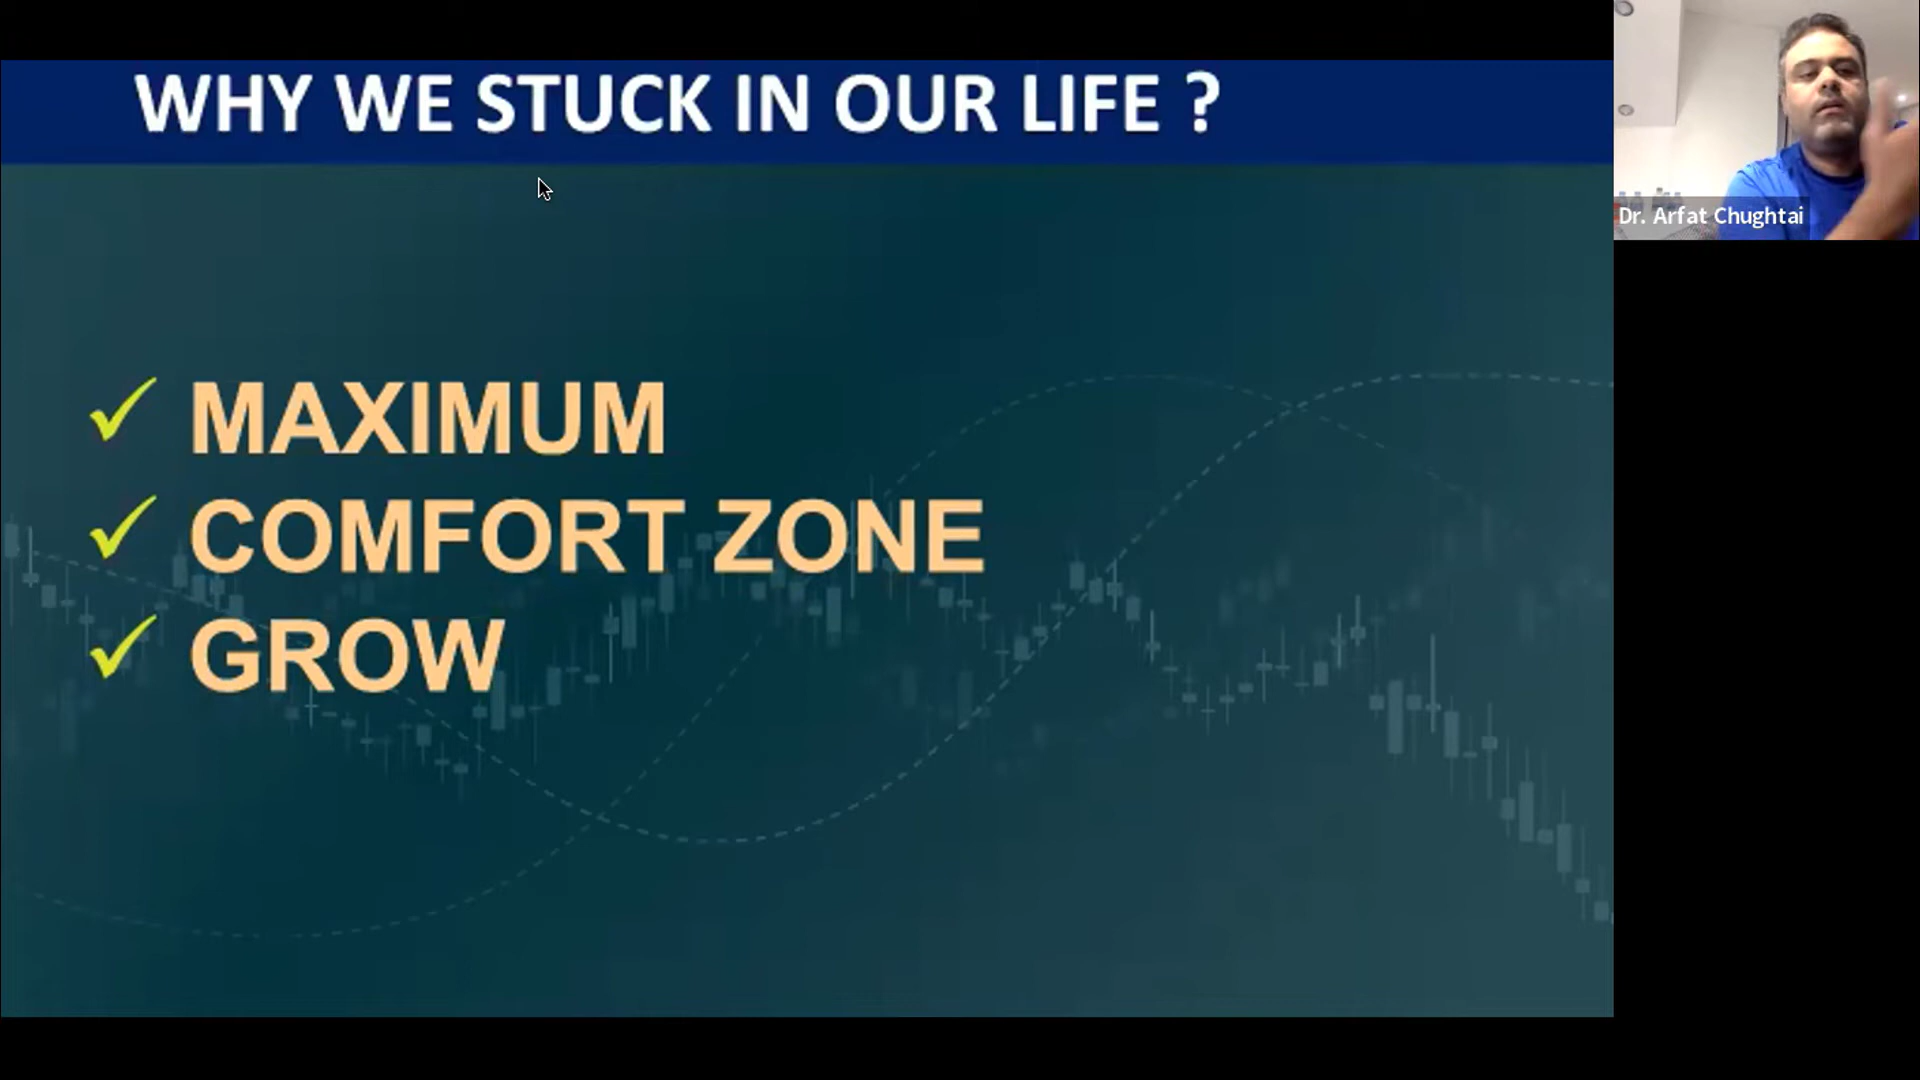 WHY WE STUCK IN OUR LIFE ?
Dr. Arfat Chughtai
MAXIMUM
COMFORT ZONE
GROW